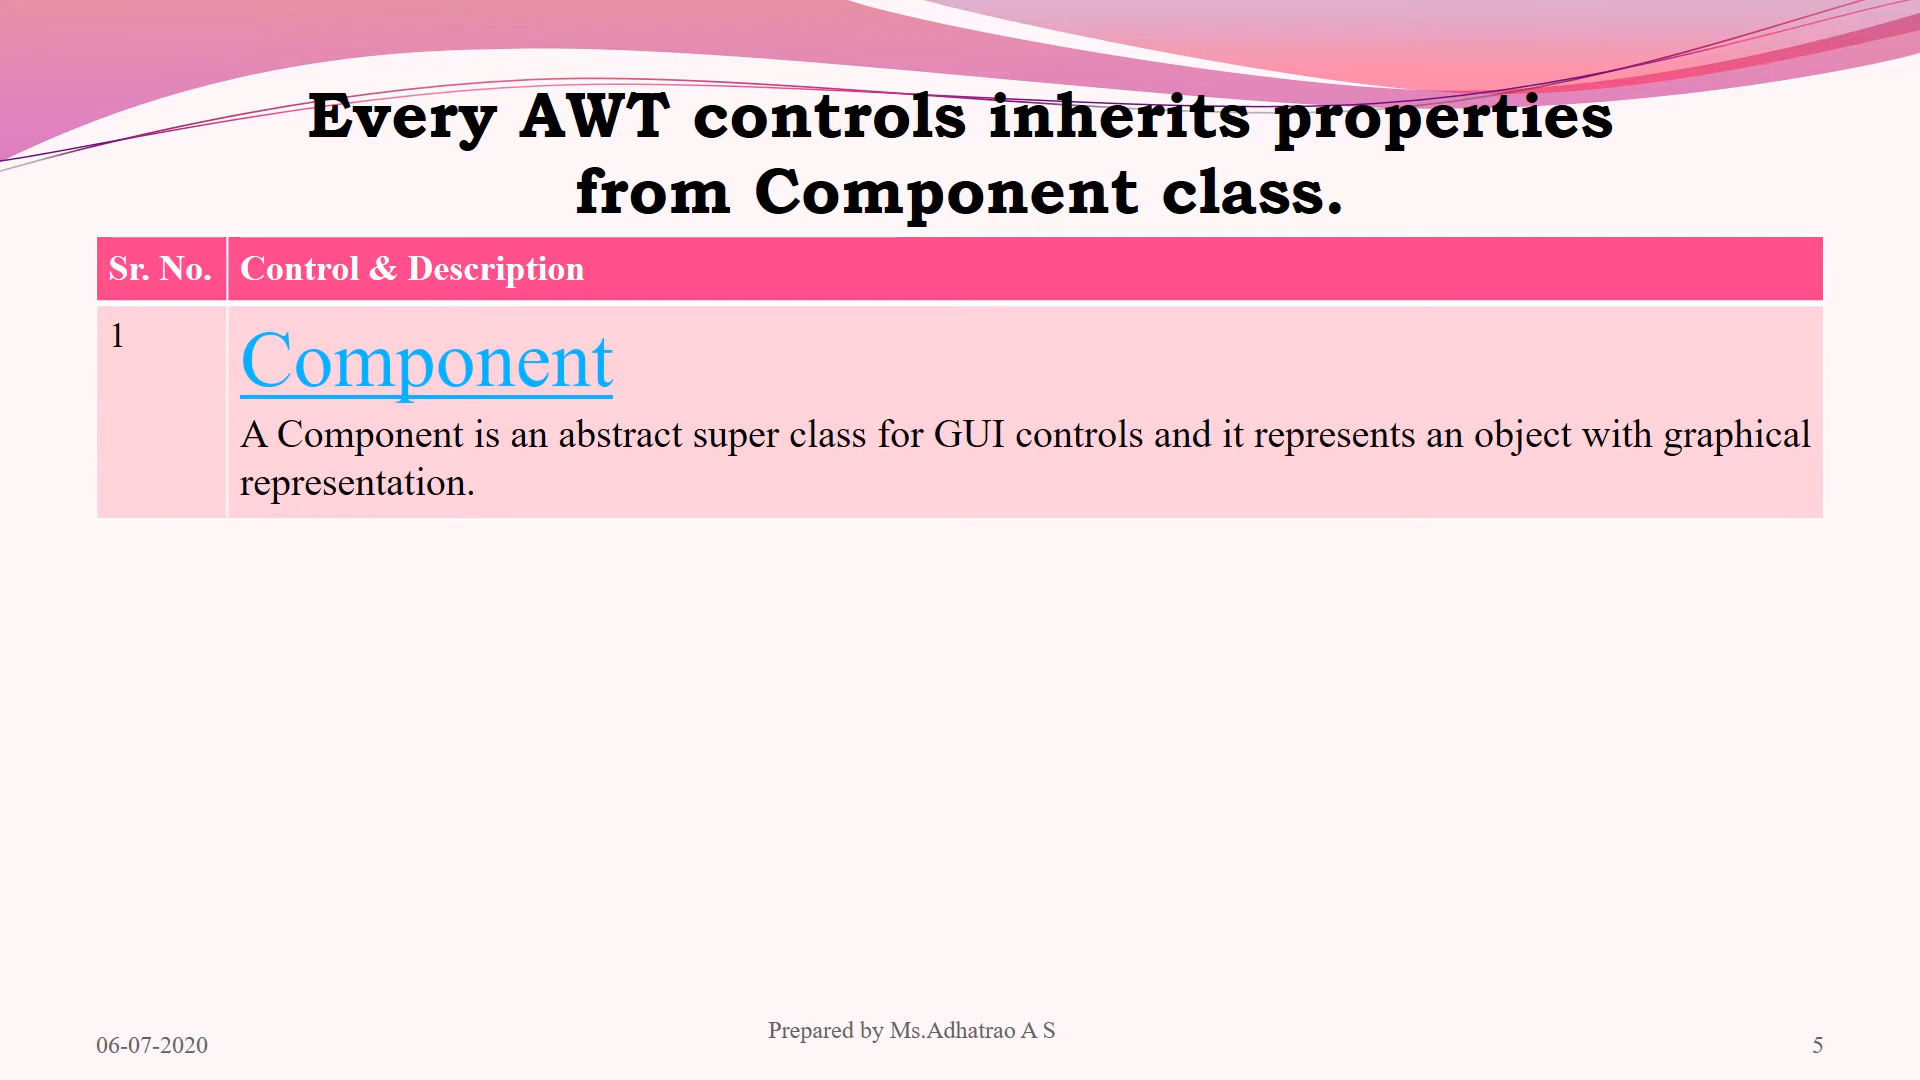 Every AWT controls inherits properties
from Component class.
Sr. No. Control & Description
1 Component
A Component is an abstract super class for GUI controls and it represents an object with graphical
representation.
06-07-2020
Prepared by Ms.Adhatrao A S
5